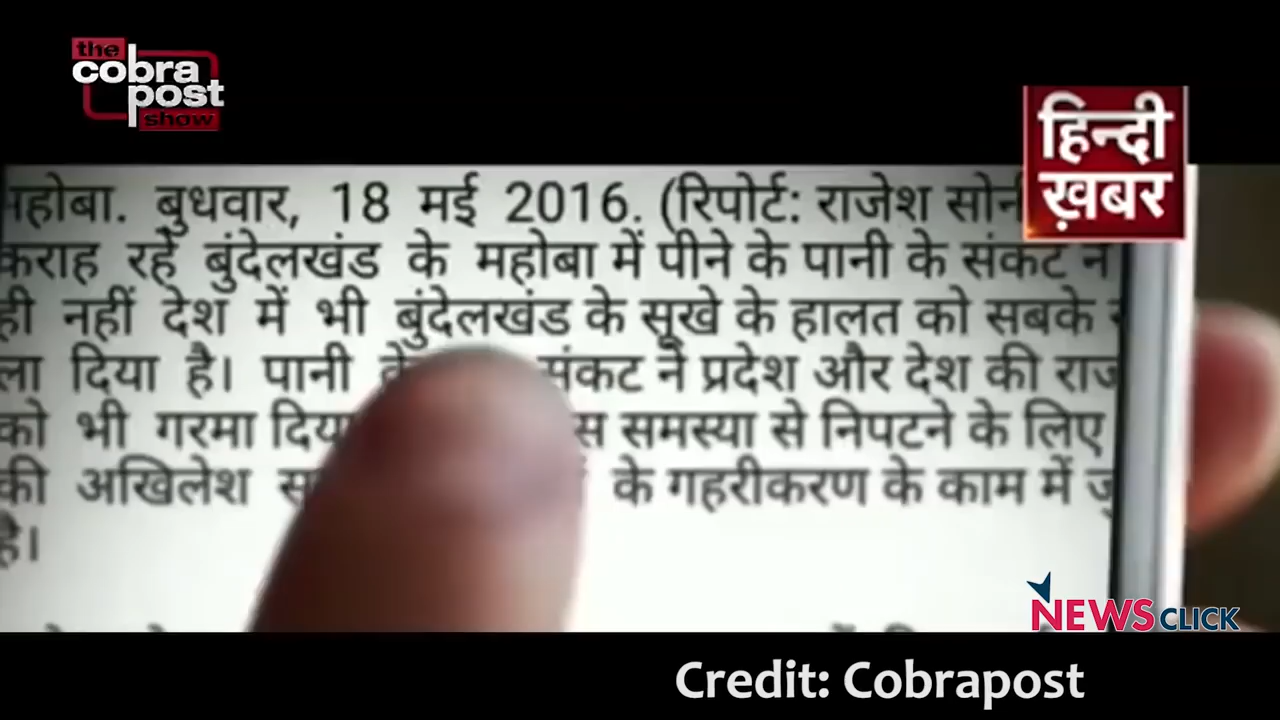 the
cobra
post
show
हिन्दी
ख़बर
महोबा. बुधवार, 18 मई 2016. (रिपोर्ट: राजेश सोनी
कराह रहे बुंदेलखंड के महोबा में पीने के पानी के संकट ने
ही नहीं देश में भी बुंदेलखंड के सूखे के हालत को सबके
ला दिया है। पानी के संकट ने प्रदेश और देश की
को भी गरमा समस्या से निपटने के लिए
की अखिलेश के गहरीकरण के काम में
है।
NEWSCLICK
Credit: Cobrapost